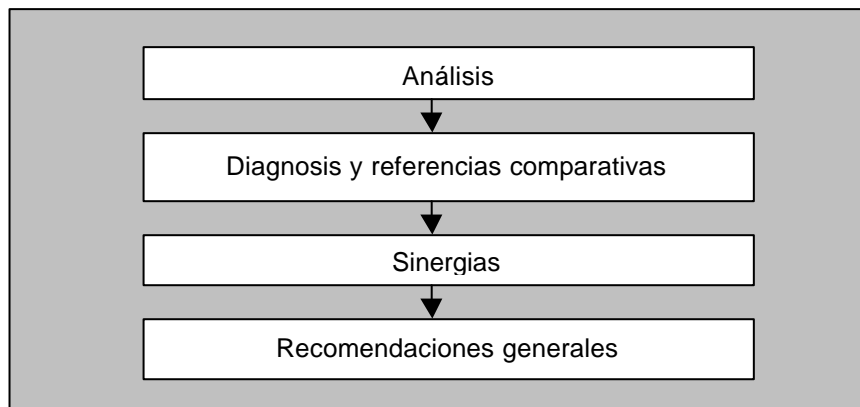 Análisis
Diagnosis y referencias comparativas
Sinergias
Recomendaciones generales